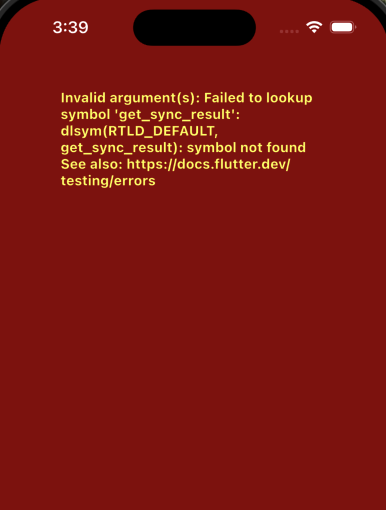 3:39
Invalid argument(s): Failed to lookup
symbol 'get_sync_result':
dlsym(RTLD_DEFAULT,
get_sync_result): symbol not found
See also: https://docs.flutter.dev/
testing/errors